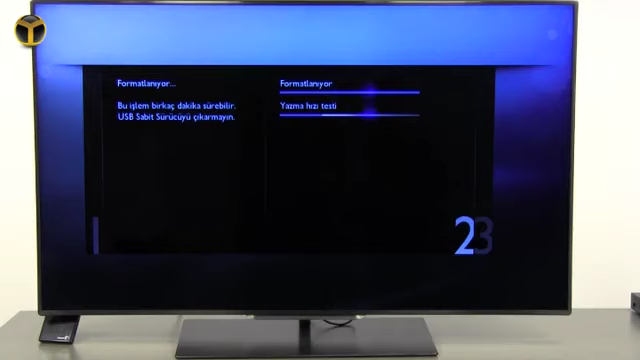 Formatlanıyor...
Bu işlem birkaç dakika sürebilir.
USB Sabit Sürücüyü çıkarmayın.
Formatlanıyor
Yazma hızı testi
23